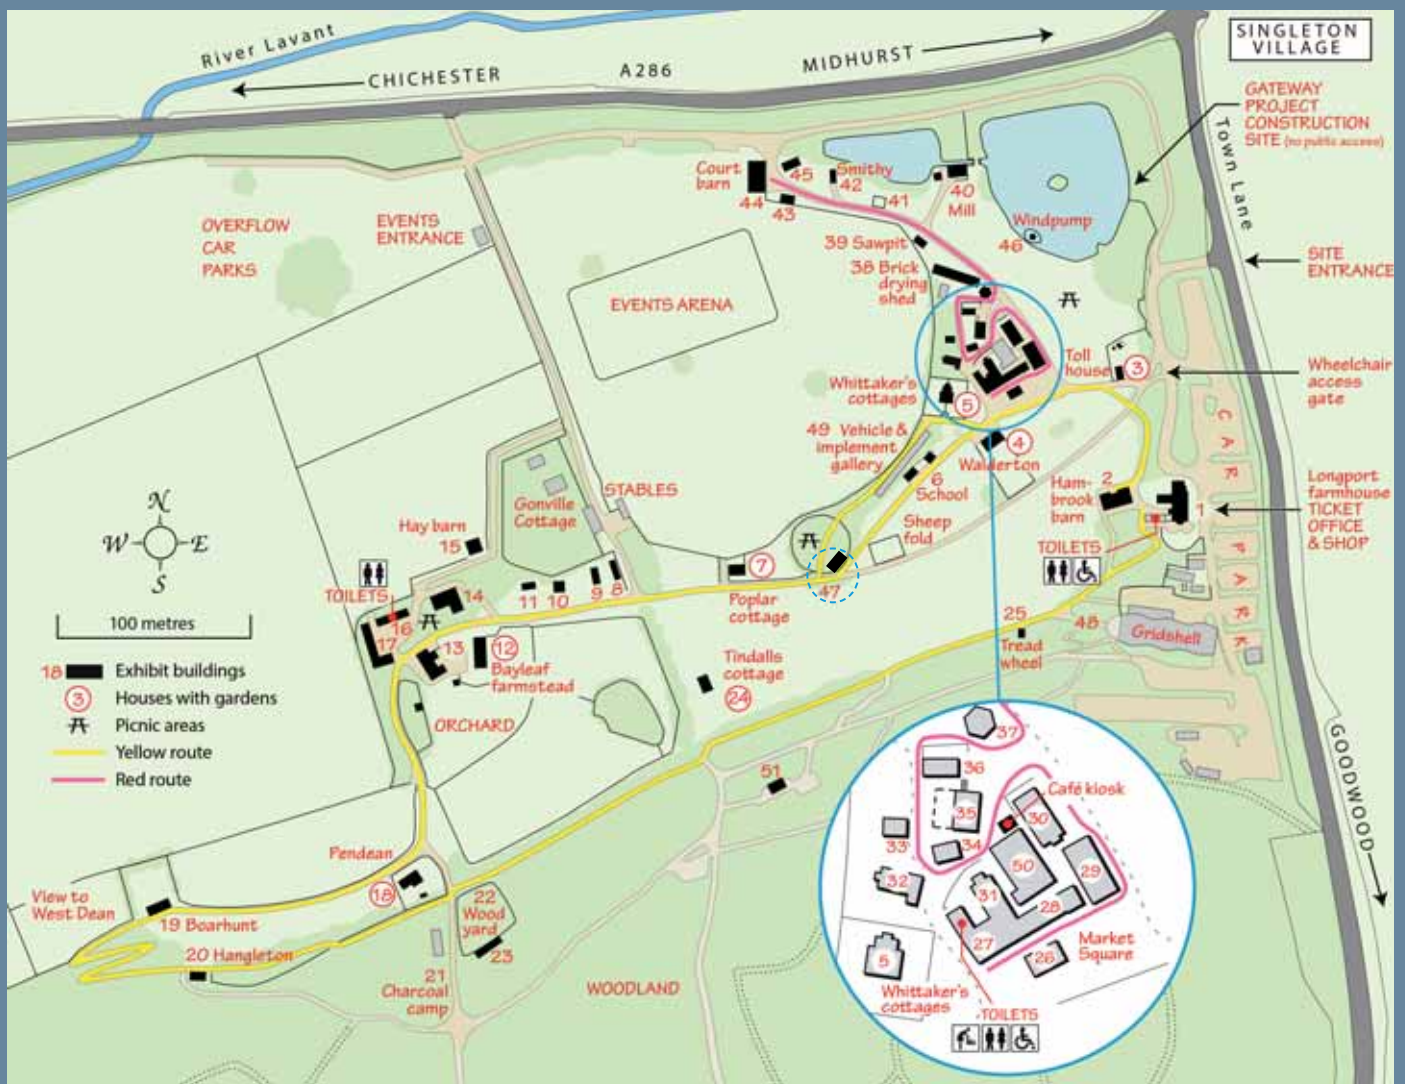 River Lavant
CHICHESTER
A286
MIDHURST
SINGLETON
VILLAGE
GATEWAY
PROJECT
CONSTRUCTION
SITE (no public access)
Town Lane
OVERFLOW
CAR
PARKS
EVENTS
ENTRANCE
Court
barn
44
45
43
Smithy
42
41
40
Mill
39 Sawpit
38 Brick
drying
shed
Windpump
46
SITE
ENTRANCE
EVENTS ARENA
Toll
house
3
Wheelchair
access
gate
Whittaker's
cottages
5
49 Vehicle &
implement
gallery
4
Walderton
6
School
CAR PARK
2
Ham-
brook
barn
1
Longport
farmhouse
TICKET
OFFICE
& SHOP
TOILETS
Sheep
fold
STABLES
Gonville
Cottage
Hay barn
15
N
W
E
S
100 metres
TOILETS
16
17
14
13
12
Bayleaf
farmstead
11
10
9
8
7
Poplar
cottage
47
25
Tread
wheel
48
Gridshell
Tindalls
cottage
24
ORCHARD
18 Exhibit buildings
3 Houses with gardens
Picnic areas
Yellow route
Red route
51
GOODWOOD
Pendean
18
View to
West Dean
19 Boarhunt
20 Hangleton
22
Wood
yard
23
21
Charcoal
camp
WOODLAND
37
36
Café kiosk
35
30
33
34
50
29
32
31
28
27
26
Market
Square
5
Whittaker's
cottages
TOILETS